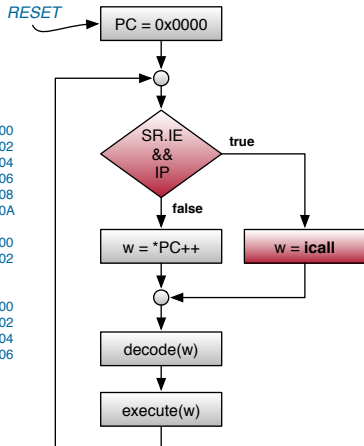 RESET
PC = 0x0000
SR.IE
&&
IP
true
false
00
02
04
06
08
0A
00
02
00
02
04
06
w = *PC++
w = icall
decode(w)
execute(w)